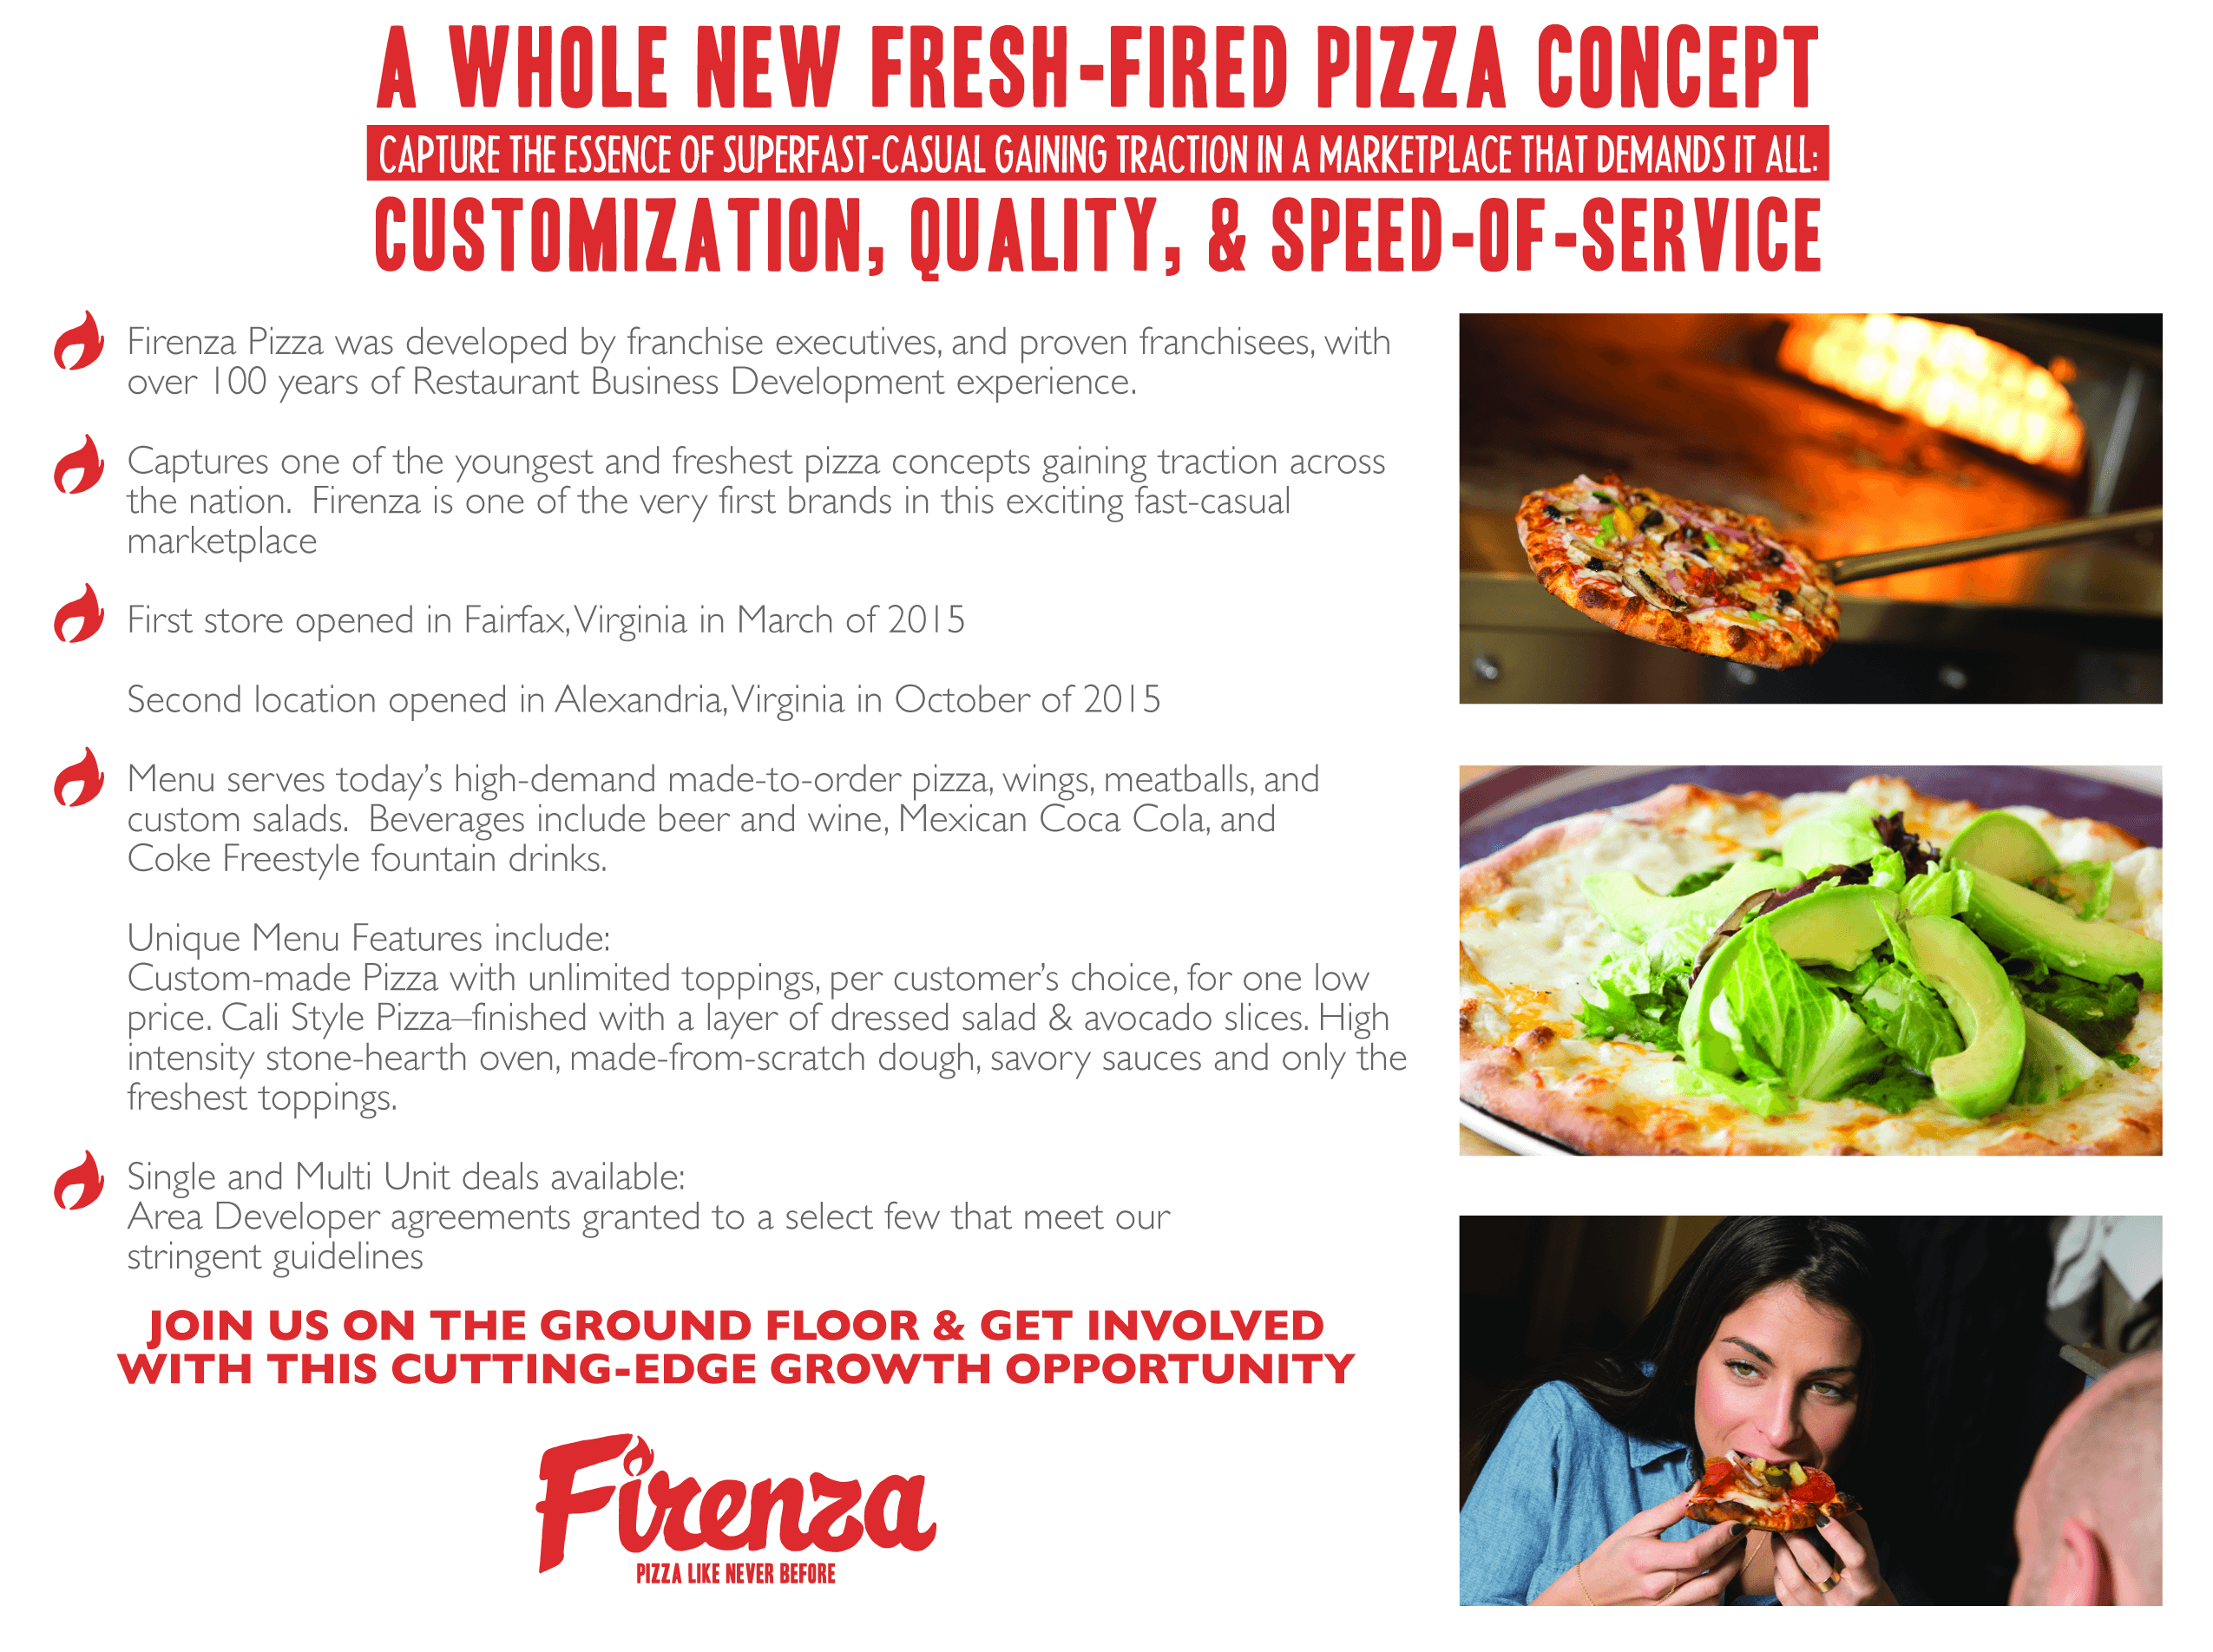 A WHOLE NEW FRESH-FIRED PIZZA CONCEPT
CAPTURE THE ESSENCE OF SUPERFAST-CASUAL GAINING TRACTION IN A MARKETPLACE THAT DEMANDS IT ALL:
CUSTOMIZATION, QUALITY, & SPEED-OF-SERVICE
Firenza Pizza was developed by franchise executives, and proven franchisees, with
over 100 years of Restaurant Business Development experience.
Captures one of the youngest and freshest pizza concepts gaining traction across
the nation.  Firenza is one of the very first brands in this exciting fast-casual
marketplace
First store opened in Fairfax, Virginia in March of 2015
Second location opened in Alexandria, Virginia in October of 2015
Menu serves today’s high-demand made-to-order pizza, wings, meatballs, and
custom salads.  Beverages include beer and wine, Mexican Coca Cola, and
Coke Freestyle fountain drinks.
Unique Menu Features include:
Custom-made Pizza with unlimited toppings, per customer’s choice, for one low
price. Cali Style Pizza–finished with a layer of dressed salad & avocado slices. High
intensity stone-hearth oven, made-from-scratch dough, savory sauces and only the
freshest toppings.
Single and Multi Unit deals available:
Area Developer agreements granted to a select few that meet our
stringent guidelines
JOIN US ON THE GROUND FLOOR & GET INVOLVED
WITH THIS CUTTING-EDGE GROWTH OPPORTUNITY
Firenza
PIZZA LIKE NEVER BEFORE